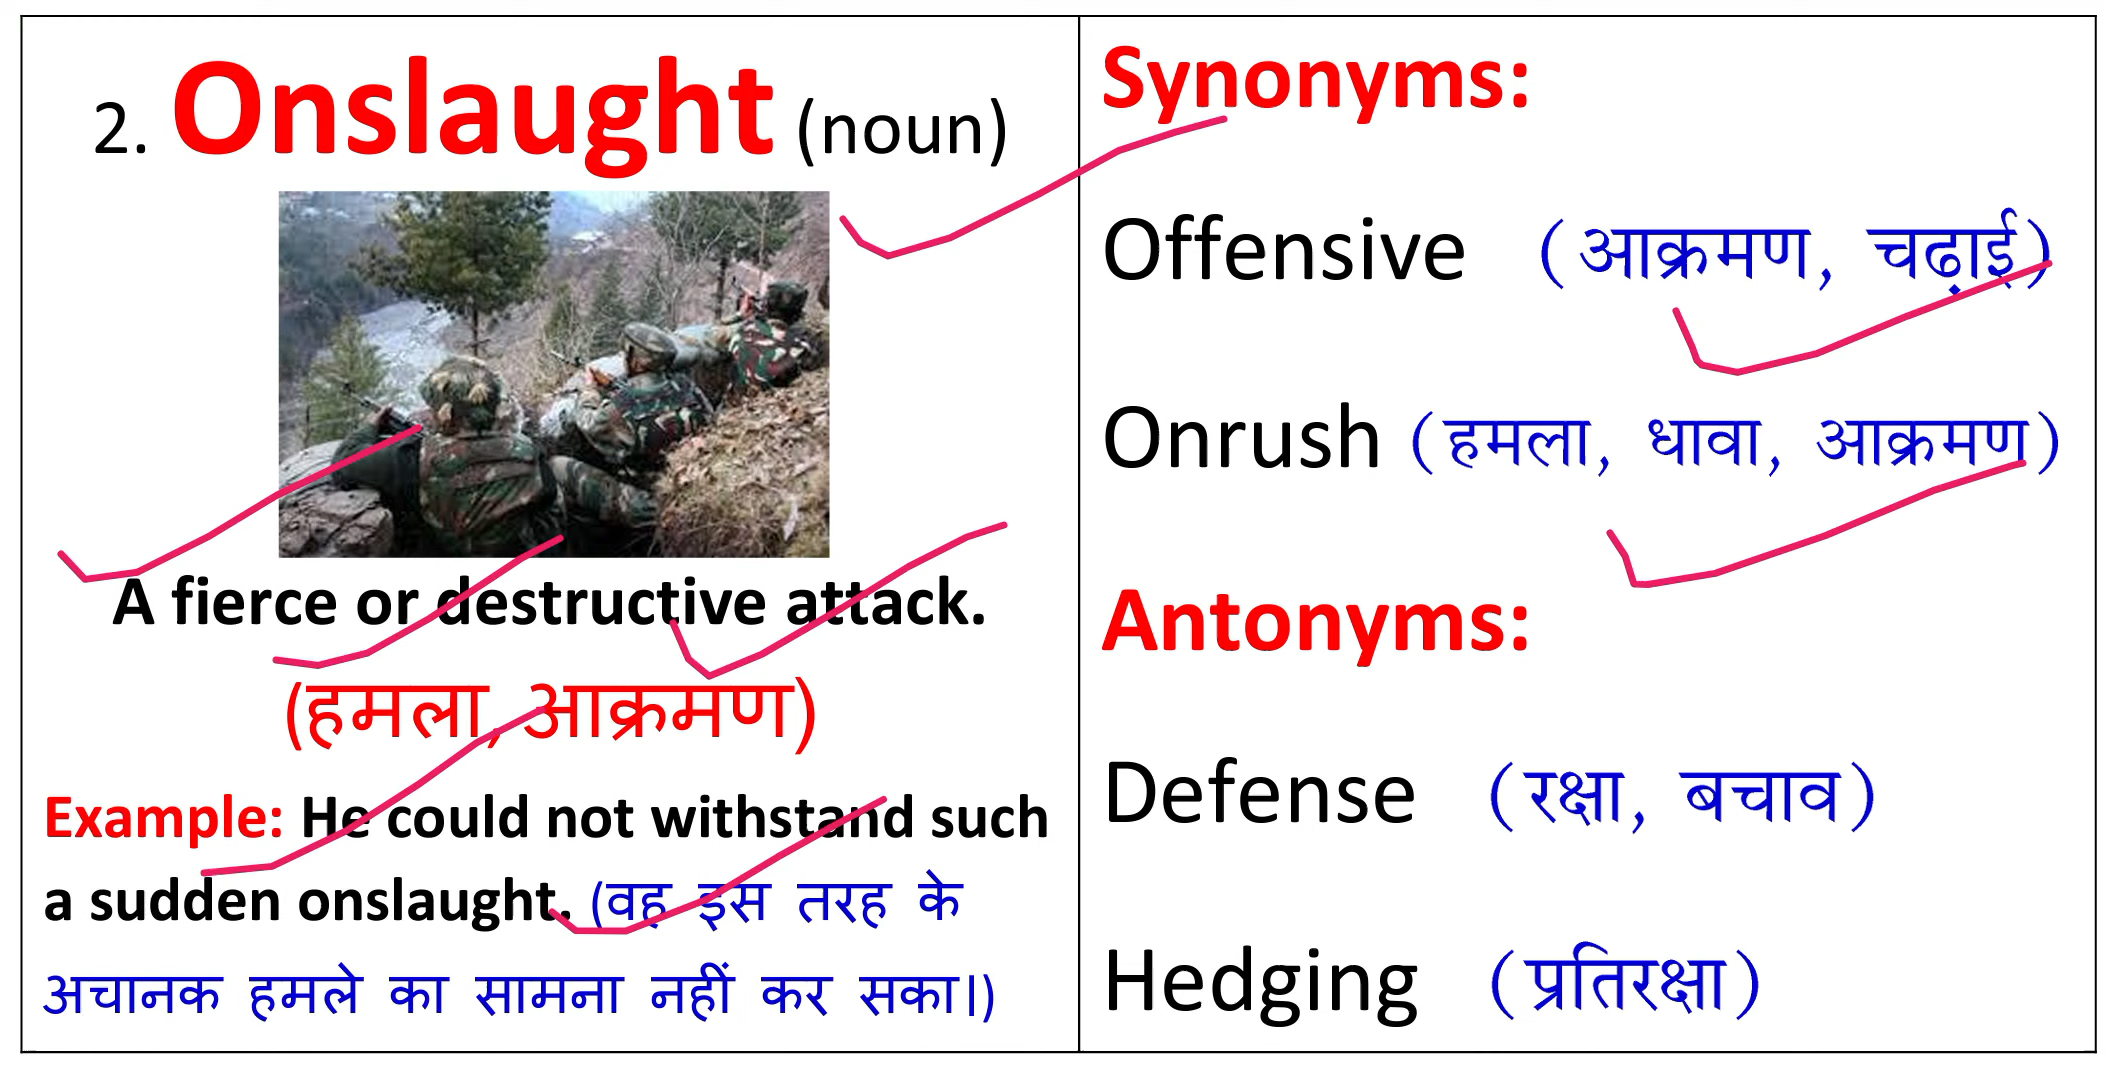 2. Onslaught (noun)
A fierce or destructive attack.
(हमला, आक्रमण)
Example: He could not withstand such
a sudden onslaught. (वह इस तरह के
अचानक हमले का सामना नहीं कर सका।)
Synonyms:
Offensive (आक्रमण, चढ़ाई)
Onrush (हमला, धावा, आक्रमण)
Antonyms:
Defense (रक्षा, बचाव)
Hedging (प्रतिरक्षा)